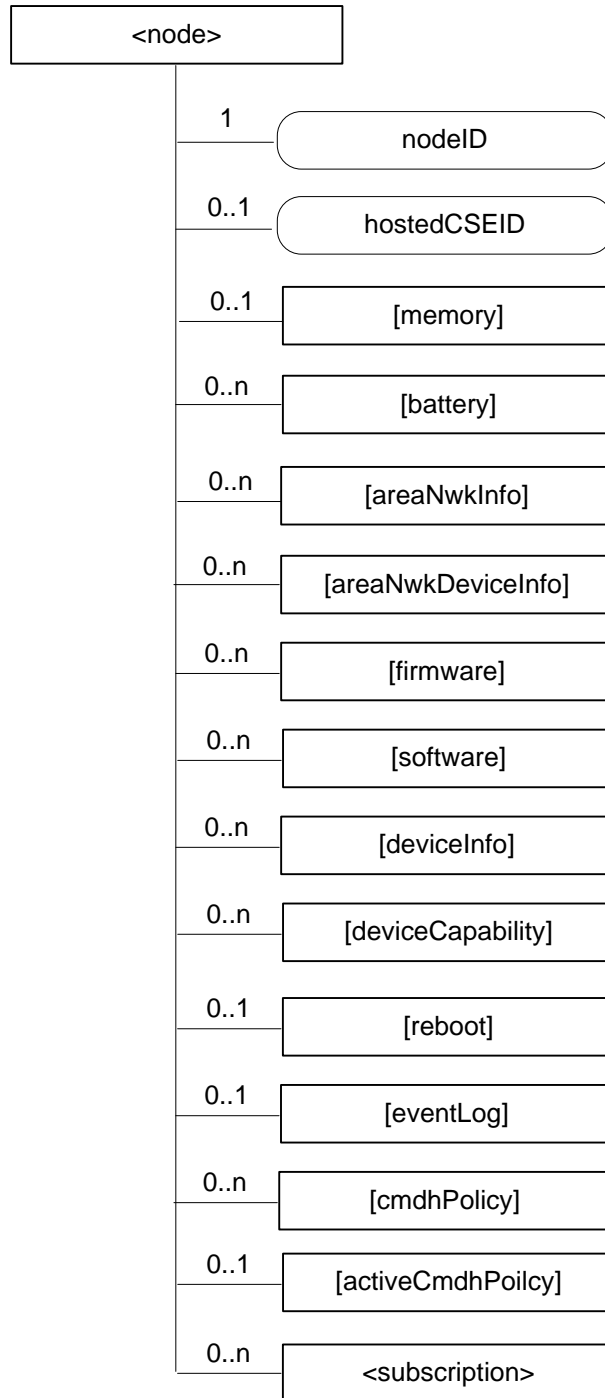 <node>
1
nodeID
0..1
hostedCSEID
0..1
[memory]
0..n
[battery]
0..n
[areaNwkInfo]
0..n
[areaNwkDeviceInfo]
0..n
[firmware]
0..n
[software]
0..n
[deviceInfo]
0..n
[deviceCapability]
0..1
[reboot]
0..1
[eventLog]
0..n
[cmdhPolicy]
0..1
[activeCmdhPoilcy]
0..n
<subscription>